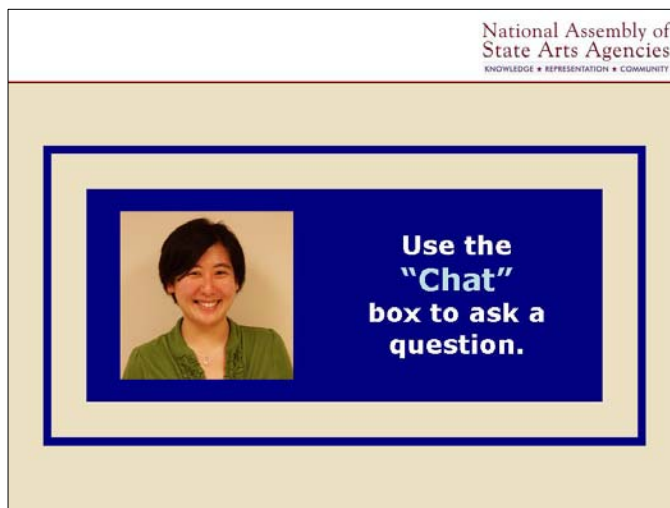 National Assembly of
State Arts Agencies
KNOWLEDGE ★ REPRESENTATION ★ COMMUNITY
Use the
“Chat”
box to ask a
question.